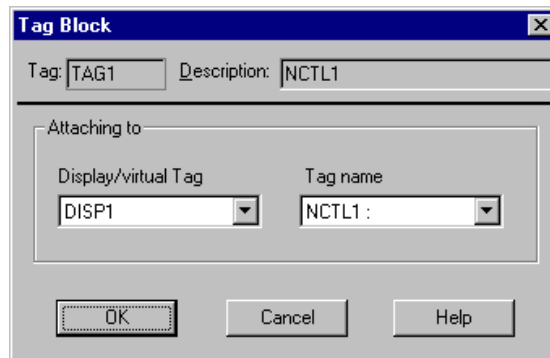 Tag Block
Tag: TAG1 Description: NCTL1
Attaching to
Display/virtual Tag Tag name
DISP1 NCTL1 :
OK Cancel Help